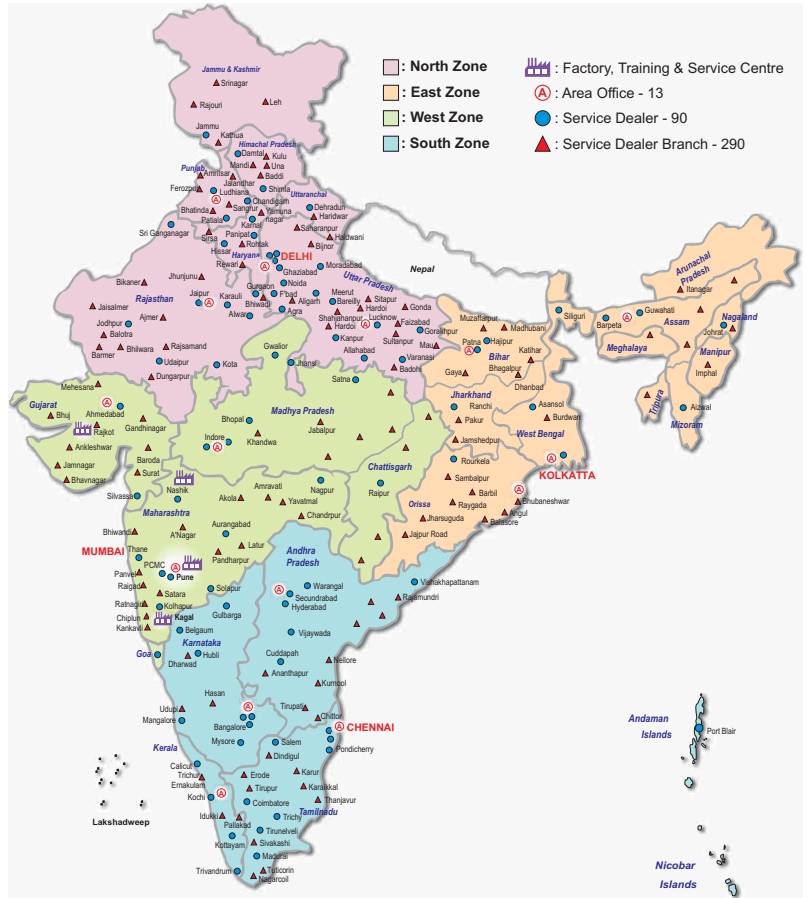 : North Zone
: East Zone
: West Zone
: South Zone
: Factory, Training & Service Centre
A : Area Office - 13
: Service Dealer - 90
: Service Dealer Branch - 290
Jammu & Kashmir
Srinagar
Rajouri
Leh
Jammu
Kathua
Himachal Pradesh
Damtal
Kulu
Mandi
Una
Punjab
Amritsar
Baddi
Jalandhar
Ferozpur
Ludhiana
Shimla
A
Chandigarh
Uttaranchal
Bhatinda
Sangrur
Yamuna
nagar
Dehradun
Haridwar
Patiala
Karnal
Saharanpur
Sri Ganganagar
Sirsa
Panipat
Haldwani
Hissar
Rohtak
Bijnor
Haryana
DELHI
Rewari
A
Ghaziabad
Moradabad
Nepal
Arunachal
Pradesh
Uttar Pradesh
Itanagar
Bikaner
Jhunjunu
Noida
Gurgaon
F'bad
Meerut
Sitapur
Jaipur
A
Karauli
Bhiwadi
Aligarh
Bareilly
Hardoi
Gonda
Rajasthan
Jaisalmer
Alwar
Agra
Shahjahanpur
Lucknow
Jodhpur
Ajmer
Hardoi
A
Faizabad
Gorakhpur
Muzaffarpur
Madhubani
Siliguri
Barpeta
A
Guwahati
Assam
Nagaland
Johrat
Balotra
Kanpur
Sultanpur
Mau
Patna
Hajipur
A
Bihar
Meghalaya
Manipur
Barmer
Bhilwara
Rajsamand
Gwalior
Allahabad
Varanasi
Katihar
Imphal
Udaipur
Kota
Jhansi
Badohi
Gaya
Bhagalpur
Dungarpur
Satna
Dhanbad
Tripura
Mehesana
Jharkhand
Ranchi
Asansol
Aizwal
Gujarat
A
Ahmedabad
Madhya Pradesh
Pakur
Burdwan
Mizoram
Bhuj
Rajkot
Gandhinagar
Bhopal
Jabalpur
Jamshedpur
West Bengal
Indore
A
Khandwa
Ankleshwar
Baroda
Chattisgarh
Rourkela
A
KOLKATTA
Jamnagar
Surat
Raipur
Sambalpur
Bhavnagar
Silvassa
Nashik
Amravati
Nagpur
Barbil
A
Maharashtra
Akola
Yavatmal
Orissa
Raygada
Bhubaneshwar
Jharsuguda
Angul
Balasore
Chandrpur
Jajpur Road
Bhiwandi
A'Nagar
Aurangabad
MUMBAI
Thane
Latur
Andhra
Pradesh
PCMC
A
Pandharpur
Panvel
Pune
Raigad
Satara
Solapur
A
Warangal
Vishakhapattanam
Ratnagiri
Kolhapur
Gulbarga
Secundrabad
Hyderabad
Rajamundri
Chiplun
Kagal
Kankavli
Belgaum
Vijaywada
Karnataka
Goa
Hubli
Dharwad
Cuddapah
Nellore
Ananthapur
Kurnool
Hasan
Tirupati
Udupi
A
Chittor
Mangalore
Bangalore
A
CHENNAI
Andaman
Islands
Port Blair
Mysore
Salem
Pondicherry
Kerala
Dindigul
Calicut
Trichur
Erode
Karur
Ernakulam
Tirupur
Karaikkal
Kochi
A
Coimbatore
Thanjavur
Lakshadweep
Idukki
Pallakad
Trichy
Tamilnadu
Kottayam
Tirunelveli
Sivakashi
Madurai
Trivandrum
Tuticorin
Nagarcoil
Nicobar
Islands